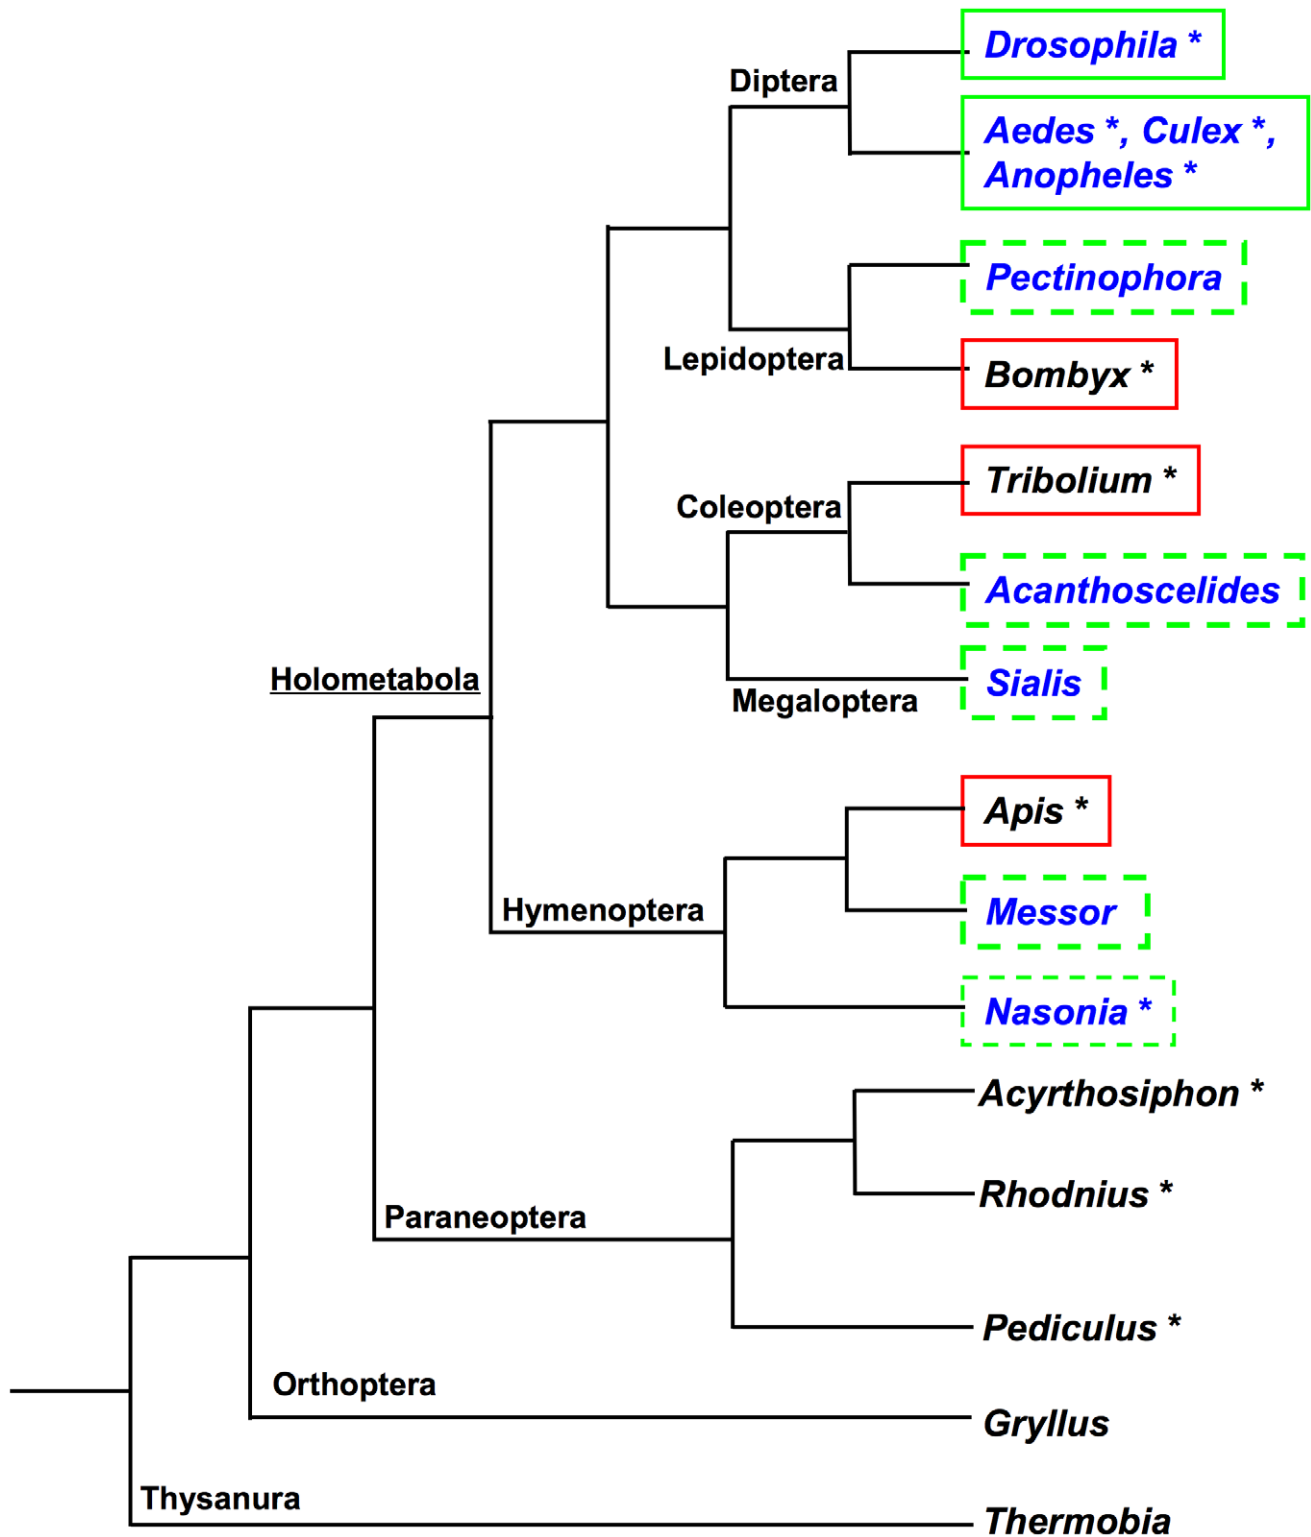 Drosophila *
Diptera
Aedes *, Culex *,
Anopheles *
Pectinophora
Lepidoptera
Bombyx *
Tribolium *
Coleoptera
Acanthoscelides
Holometabola
Sialis
Megaloptera
Apis *
Hymenoptera
Messor
Nasonia *
Acyrthosiphon *
Rhodnius *
Paraneoptera
Pediculus *
Orthoptera
Gryllus
Thysanura
Thermobia